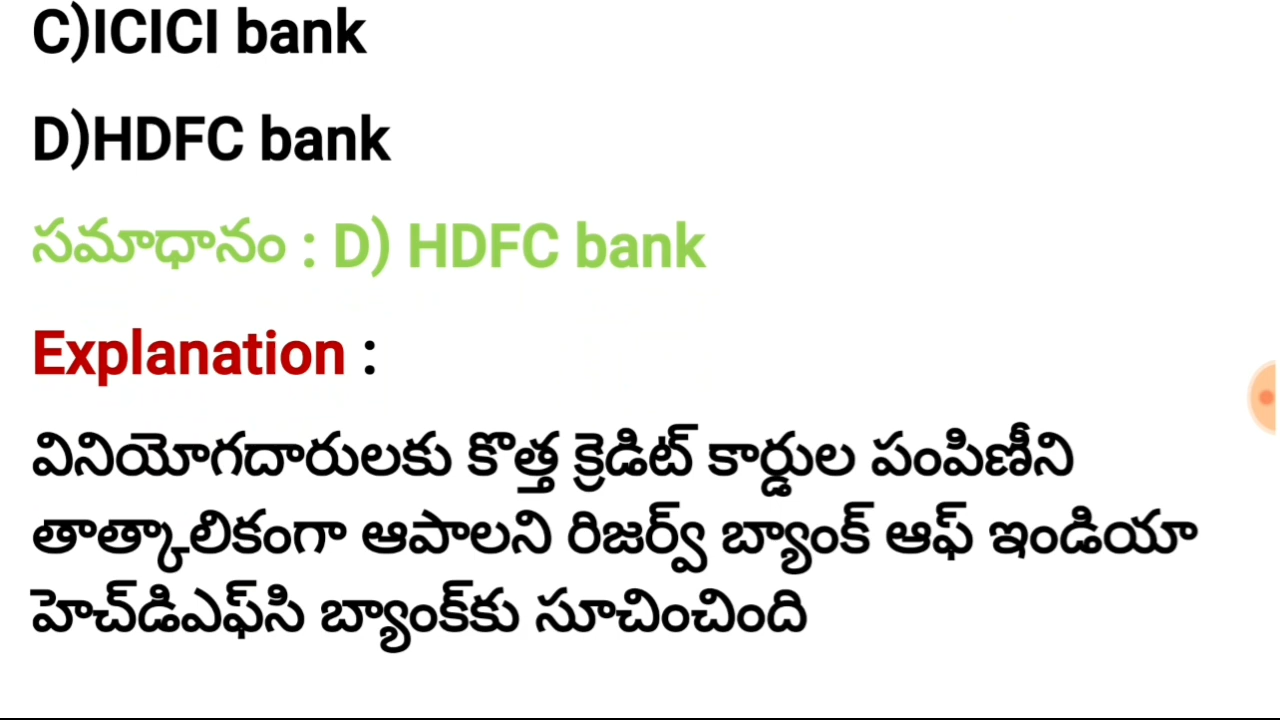 C)ICICI bank
D)HDFC bank
సమాధానం : D) HDFC bank
Explanation :
వినియోగదారులకు కొత్త క్రెడిట్ కార్డుల పంపిణీని
తాత్కాలికంగా ఆపాలని రిజర్వ్ బ్యాంక్ ఆఫ్ ఇండియా
హెచ్‌డిఎఫ్‌సి బ్యాంక్‌కు సూచించింది